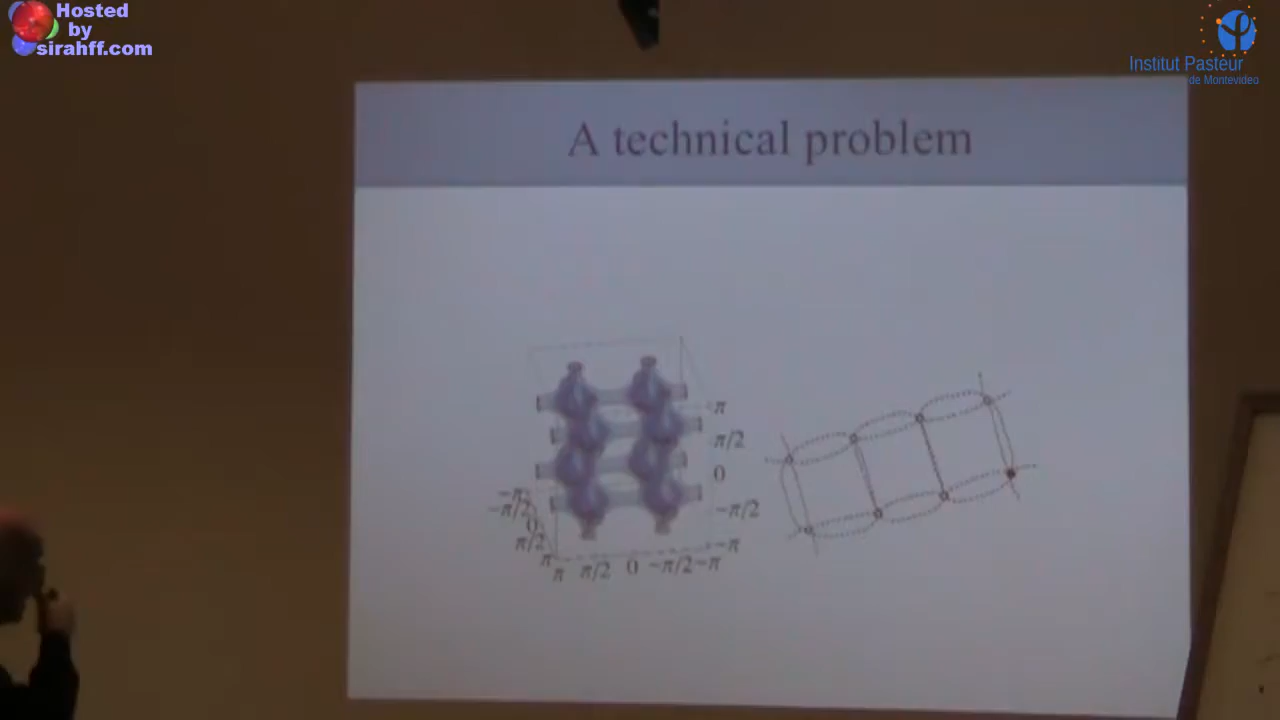 Hosted
by
sirahff.com
Institut Pasteur
de Montevideo
A technical problem
π
π/2
0
−π/2
−π
−π
−π/2
0
π/2
π
π π/2 0 −π/2 −π